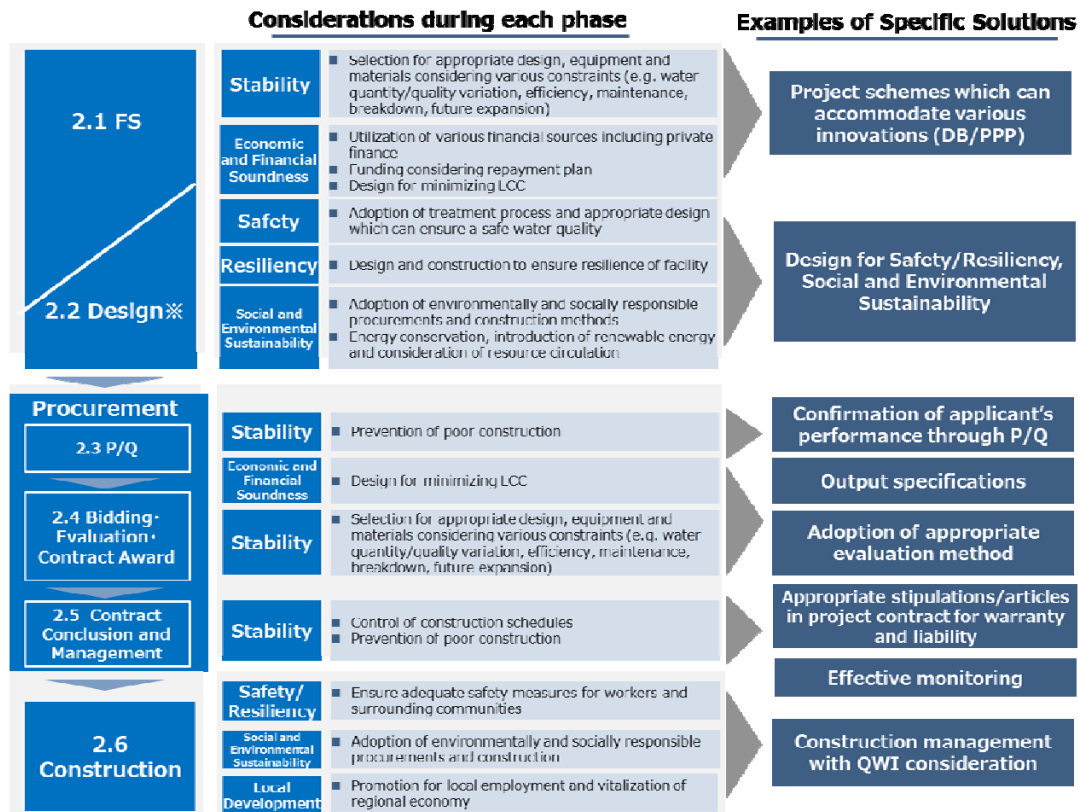 Considerations during each phase
Examples of Specific Solutions
2.1 FS
2.2 Design※
Stability
■ Selection for appropriate design, equipment and
materials considering various constraints (e.g. water
quantity/quality variation, efficiency, maintenance,
breakdown, future expansion)
Economic
and Financial
Soundness
■ Utilization of various financial sources including private
finance
■ Funding considering repayment plan
■ Design for minimizing LCC
Project schemes which can
accommodate various
innovations (DB/PPP)
Safety
■ Adoption of treatment process and appropriate design
which can ensure a safe water quality
Resiliency
■ Design and construction to ensure resilience of facility
Social and
Environmental
Sustainability
■ Adoption of environmentally and socially responsible
procurements and construction methods
■ Energy conservation, introduction of renewable energy
and consideration of resource circulation
Design for Safety/Resiliency,
Social and Environmental
Sustainability
Procurement
2.3 P/Q
Stability
■ Prevention of poor construction
Confirmation of applicant's
performance through P/Q
2.4 Bidding・
Evaluation・
Contract Award
Economic and
Financial
Soundness
■ Design for minimizing LCC
Stability
■ Selection for appropriate design, equipment and
materials considering various constraints (e.g. water
quantity/quality variation, efficiency, maintenance,
breakdown, future expansion)
Output specifications
Adoption of appropriate
evaluation method
2.5 Contract
Conclusion and
Management
Stability
■ Control of construction schedules
■ Prevention of poor construction
Appropriate stipulations/articles
in project contract for warranty
and liability
Effective monitoring
2.6
Construction
Safety/
Resiliency
■ Ensure adequate safety measures for workers and
surrounding communities
Social and
Environmental
Sustainability
■ Adoption of environmentally and socially responsible
procurements and construction
Local
Development
■ Promotion for local employment and vitalization of
regional economy
Construction management
with QWI consideration